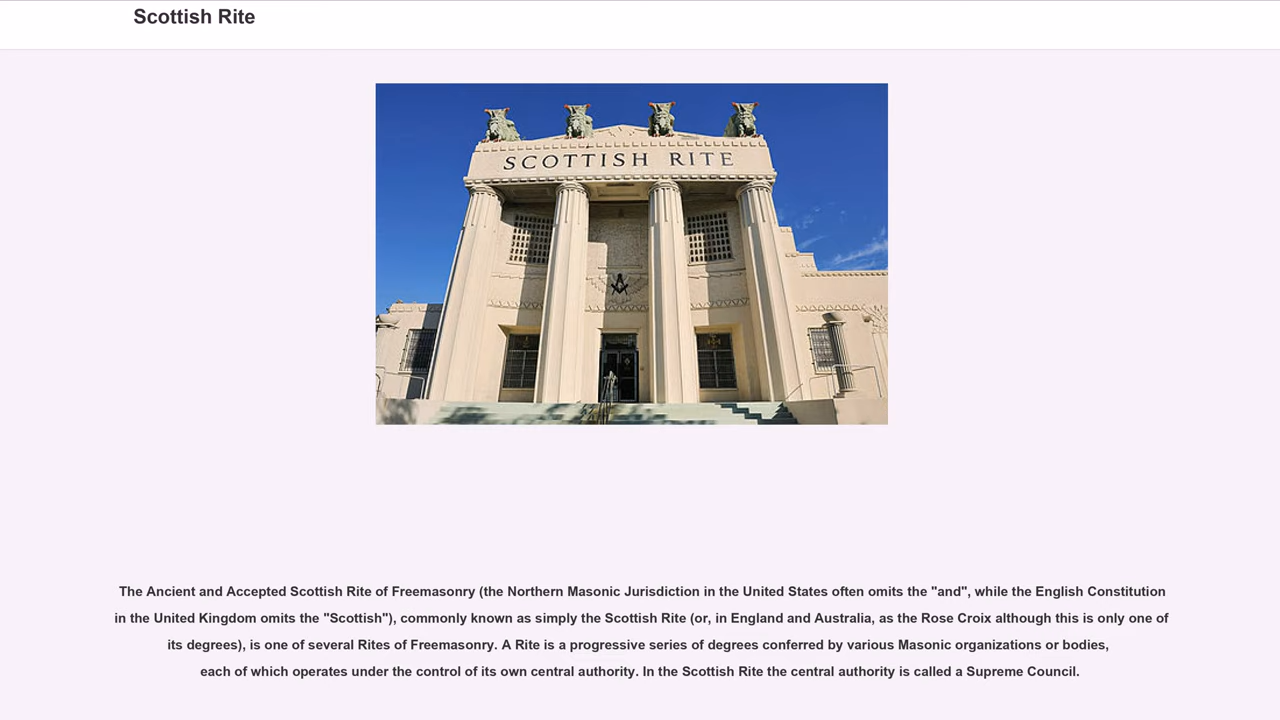 Scottish Rite
SCOTTISH RITE
The Ancient and Accepted Scottish Rite of Freemasonry (the Northern Masonic Jurisdiction in the United States often omits the "and", while the English Constitution
in the United Kingdom omits the "Scottish"), commonly known as simply the Scottish Rite (or, in England and Australia, as the Rose Croix although this is only one of
its degrees), is one of several Rites of Freemasonry. A Rite is a progressive series of degrees conferred by various Masonic organizations or bodies,
each of which operates under the control of its own central authority. In the Scottish Rite the central authority is called a Supreme Council.